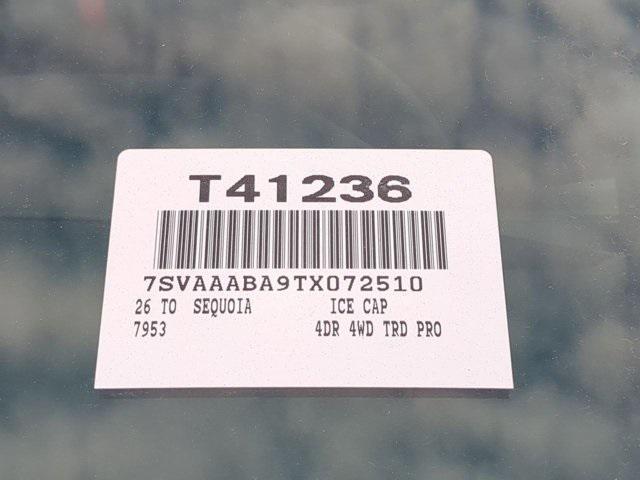 T41236
7SVAAABA9TX072510
26 TO SEQUOIA ICE CAP
7953 4DR 4WD TRD PRO